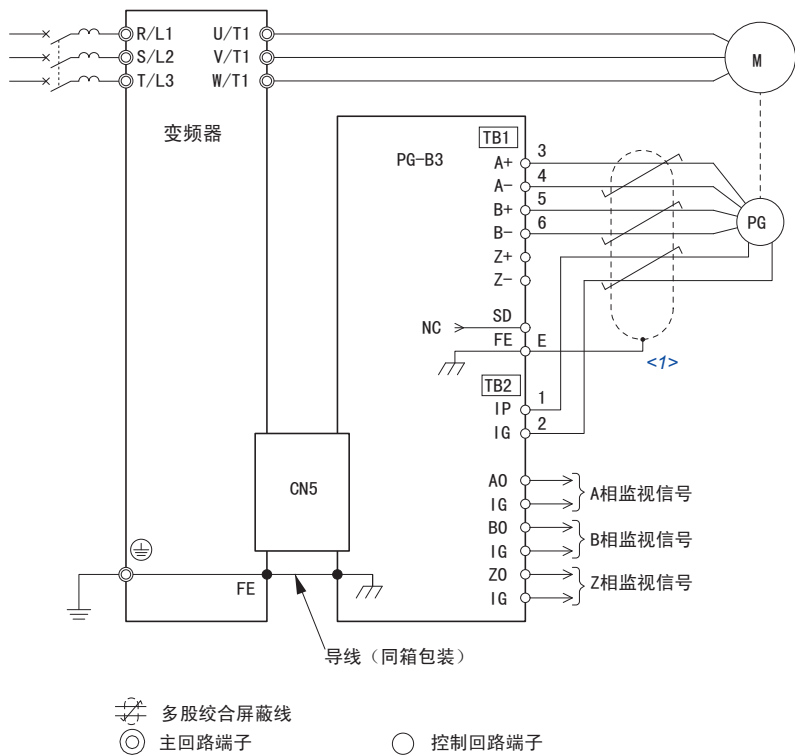 R/L1 U/T1
S/L2 V/T1
T/L3 W/T1
M
变频器
PG-B3
TB1
A+ 3
A- 4
B+ 5
B- 6
Z+
Z-
PG
NC SD
FE E
<1>
TB2
IP 1
IG 2
CN5
AO
IG
A相监视信号
BO
IG
B相监视信号
ZO
IG
Z相监视信号
FE
导线（同箱包装）
多股绞合屏蔽线
主回路端子 控制回路端子